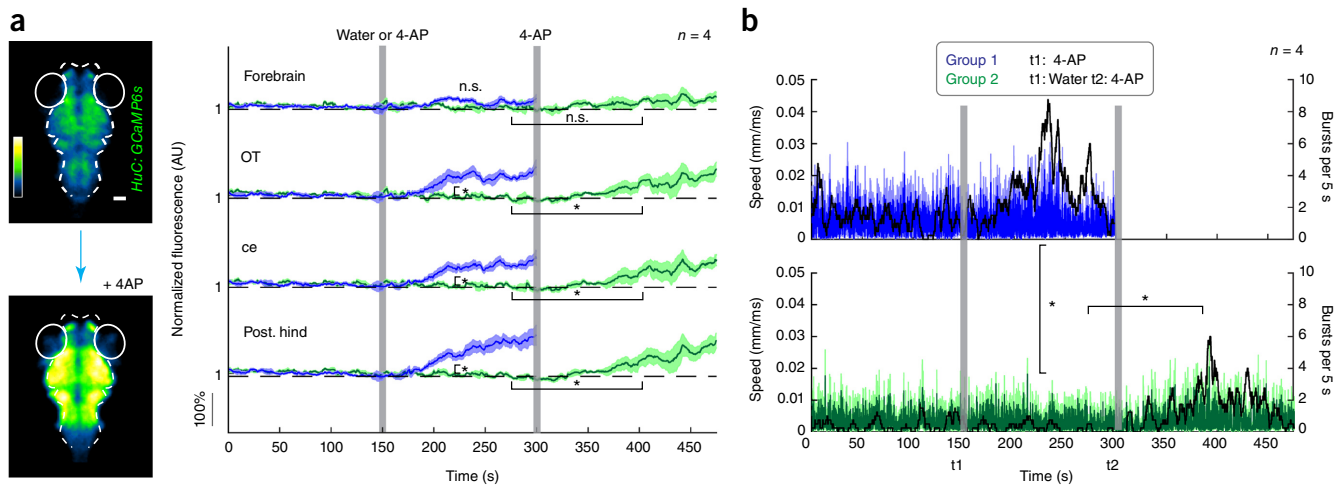 a
HuC: GCaMP6s
+ 4AP
Water or 4-AP
4-AP
n = 4
Normalized fluorescence (AU)
Forebrain
n.s.
1
n.s.
OT
1
*
*
ce
1
*
*
Post. hind
1
*
*
100%
0 50 100 150 200 250 300 350 400 450
Time (s)
b
n = 4
Group 1 t1: 4-AP
Group 2 t1: Water t2: 4-AP
Speed (mm/ms)
0.05
0.04
0.03
0.02
0.01
0
Bursts per 5 s
10
8
6
4
2
0
*
*
Speed (mm/ms)
0.05
0.04
0.03
0.02
0.01
0
Bursts per 5 s
10
8
6
4
2
0
0 50 100 150 200 250 300 350 400 450
t1 t2
Time (s)